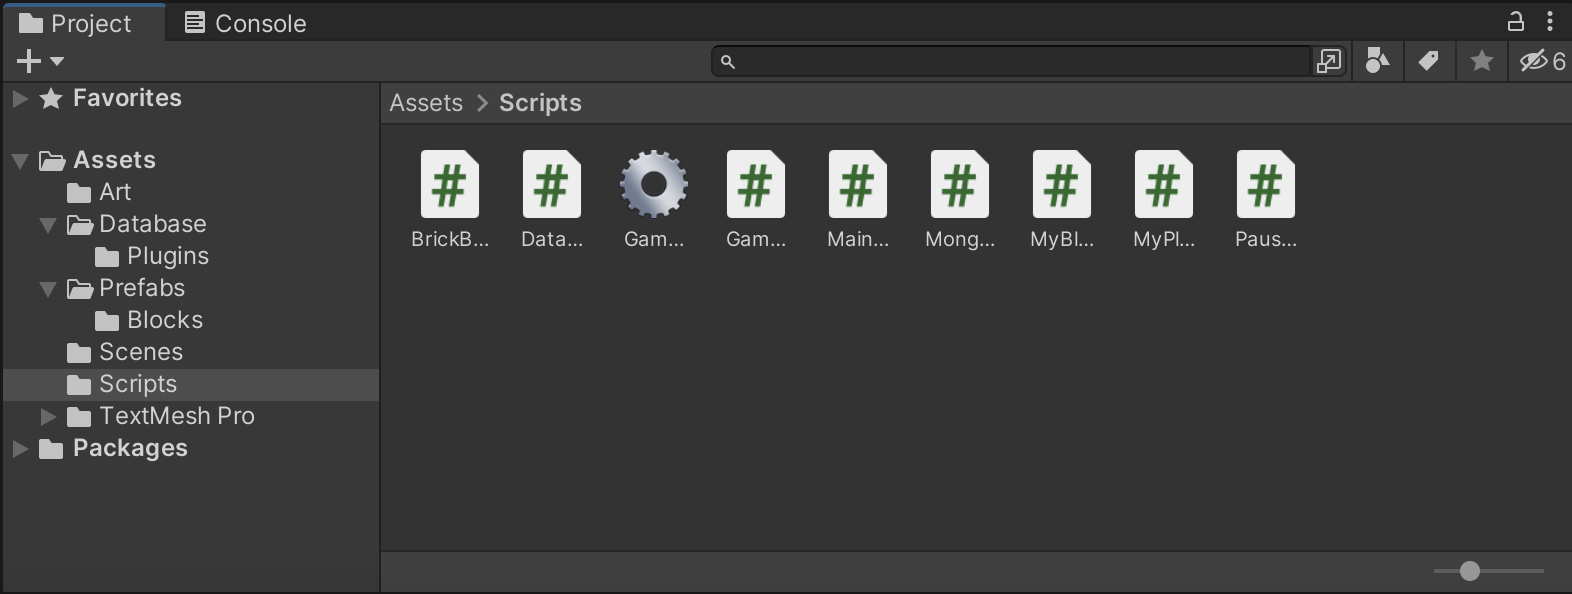 Project Console
6
Favorites
Assets
Art
Database
Plugins
Prefabs
Blocks
Scenes
Scripts
TextMesh Pro
Packages
Assets > Scripts
BrickB... Data... Gam... Gam... Main... Mong... MyBl... MyPl... Paus...